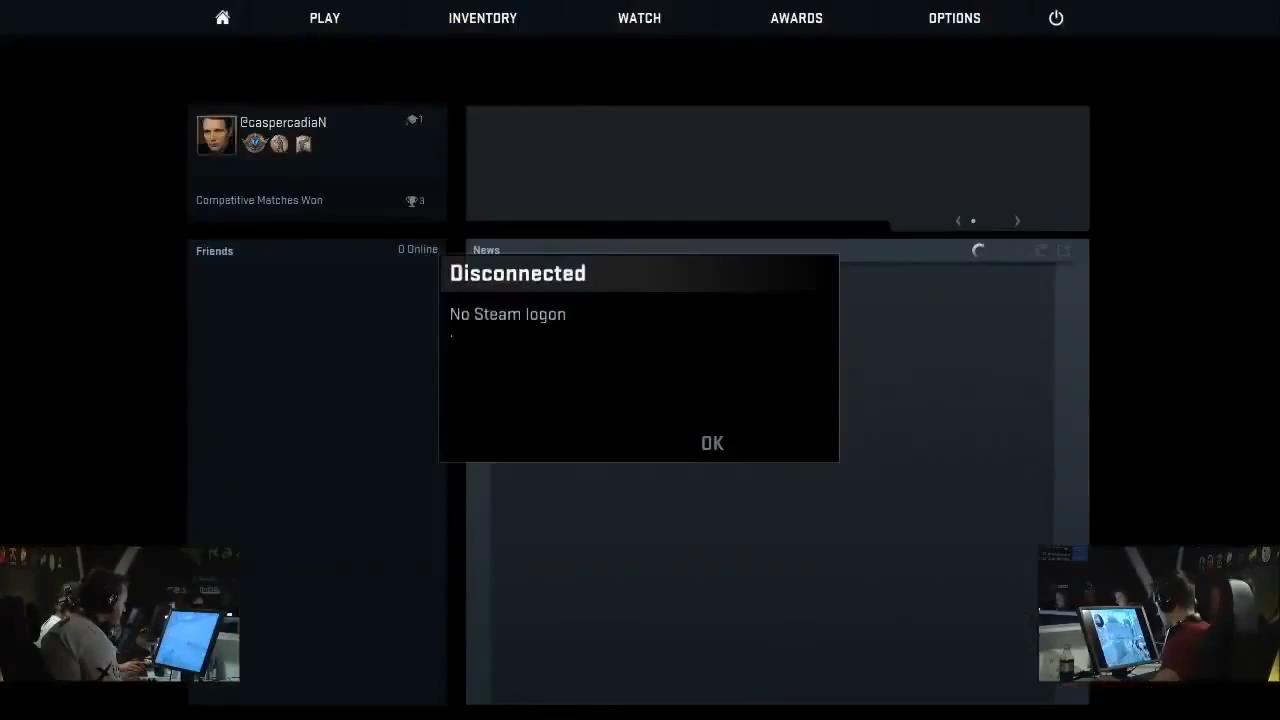 PLAY
INVENTORY
WATCH
AWARDS
OPTIONS
@caspercadiaN
1
Competitive Matches Won
3
Friends
0 Online
News
Disconnected
No Steam logon
.
OK